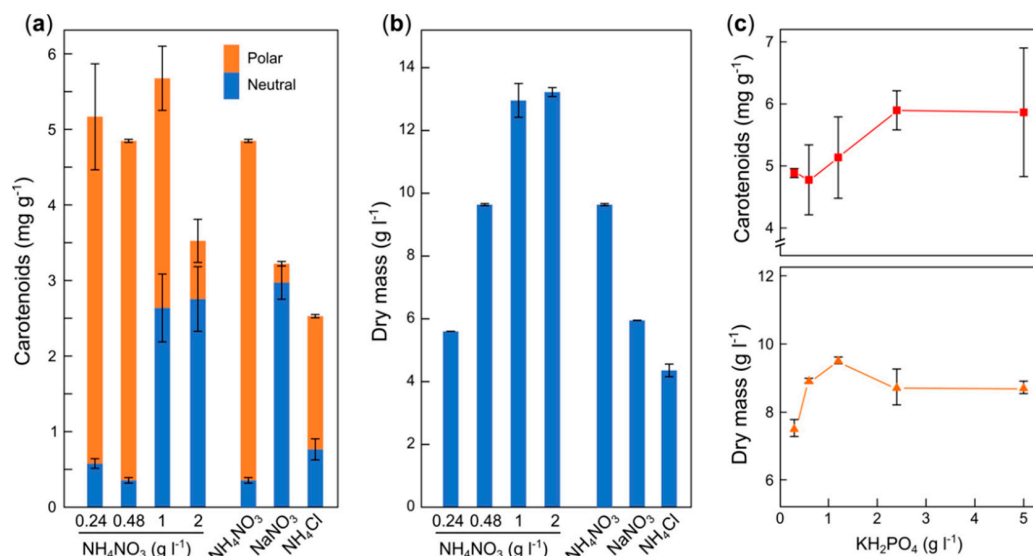 (a)
Carotenoids (mg g⁻¹)
6
5
4
3
2
1
0
Polar
Neutral
0.24 0.48 1 2
NH₄NO₃ (g l⁻¹)
NH₄NO₃
NaNO₃
NH₄Cl
(b)
Dry mass (g l⁻¹)
14
12
10
8
6
4
2
0
0.24 0.48 1 2
NH₄NO₃ (g l⁻¹)
NH₄NO₃
NaNO₃
NH₄Cl
(c)
Carotenoids (mg g⁻¹)
7
6
5
4
Dry mass (g l⁻¹)
12
10
8
6
0 1 2 3 4 5
KH₂PO₄ (g l⁻¹)